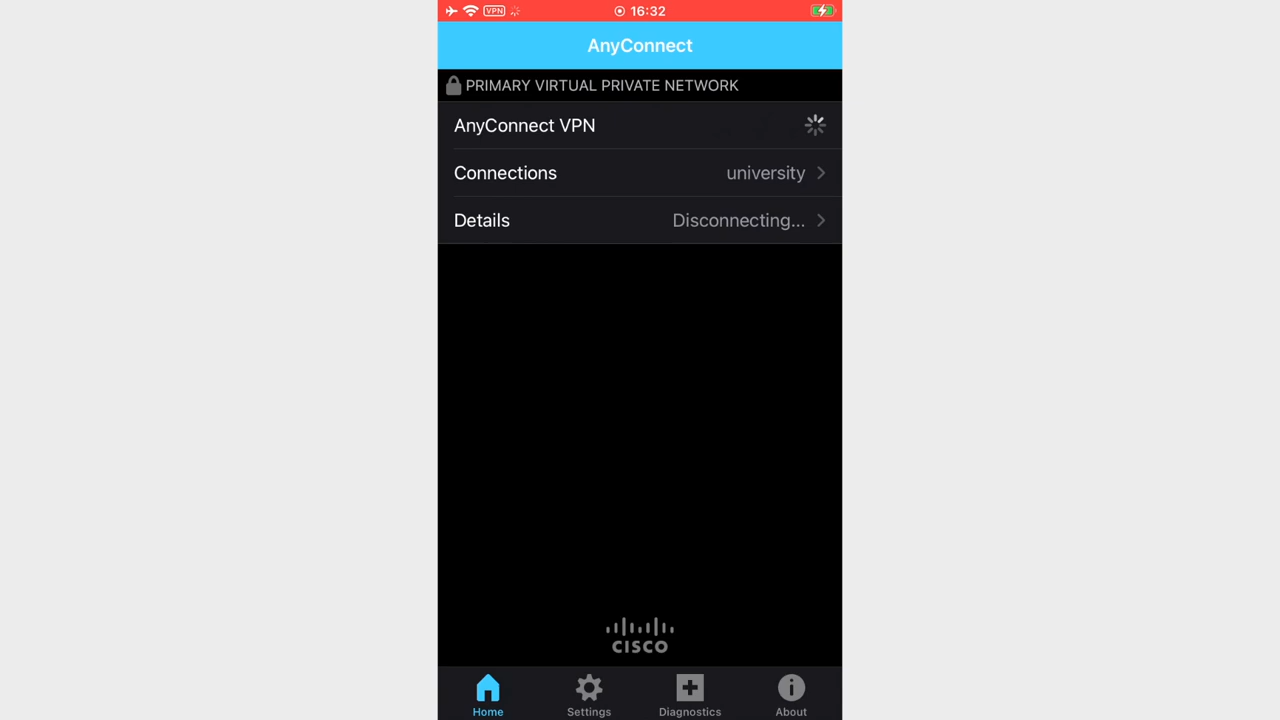 VPN 16:32
AnyConnect
PRIMARY VIRTUAL PRIVATE NETWORK
AnyConnect VPN
Connections university
Details Disconnecting...
CISCO
Home Settings Diagnostics About